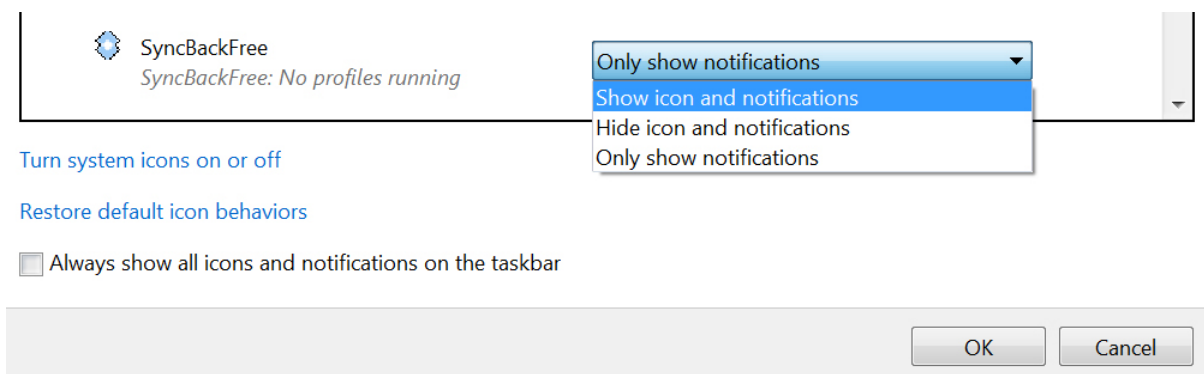 SyncBackFree
SyncBackFree: No profiles running
Only show notifications
Show icon and notifications
Hide icon and notifications
Only show notifications
Turn system icons on or off
Restore default icon behaviors
Always show all icons and notifications on the taskbar
OK
Cancel